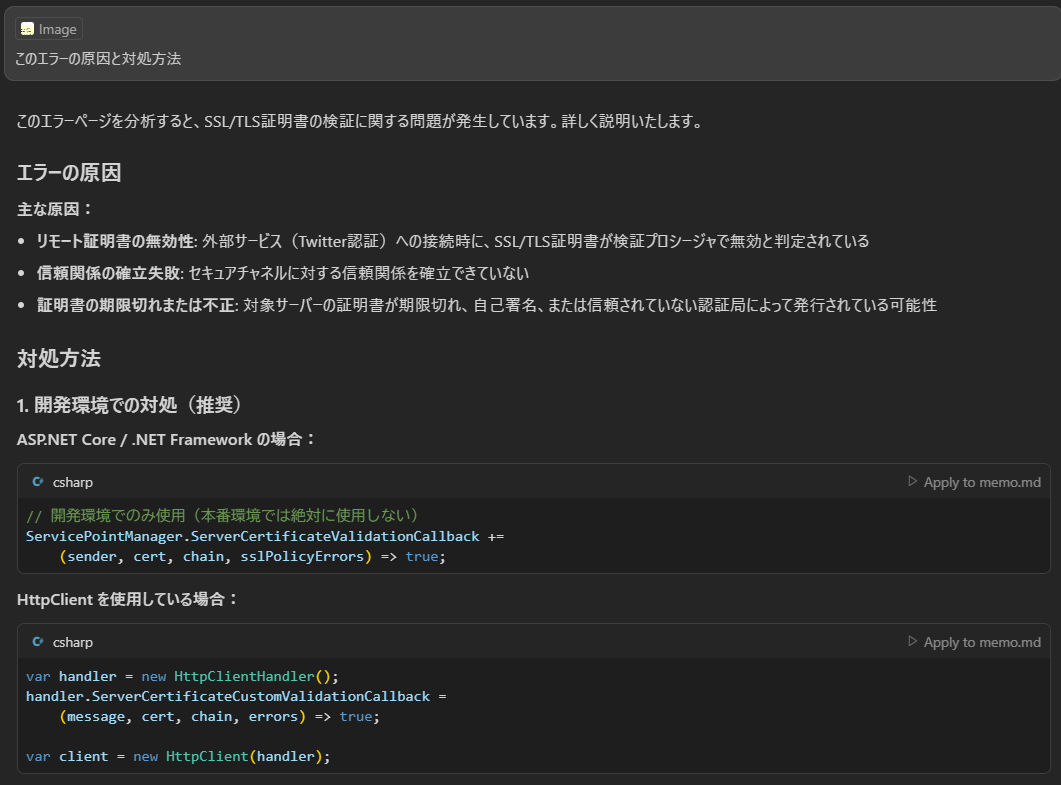 Image
このエラーの原因と対処方法
このエラーページを分析すると、SSL/TLS証明書の検証に関する問題が発生しています。詳しく説明いたします。
エラーの原因
主な原因：
• リモート証明書の無効性: 外部サービス（Twitter認証）への接続時に、SSL/TLS証明書が検証プロシージャで無効と判定されている
• 信頼関係の確立失敗: セキュアチャネルに対する信頼関係を確立できていない
• 証明書の期限切れまたは不正: 対象サーバーの証明書が期限切れ、自己署名、または信頼されていない認証局によって発行されている可能性
対処方法
1. 開発環境での対処（推奨）
ASP.NET Core / .NET Framework の場合：
csharp
Apply to memo.md
// 開発環境でのみ使用（本番環境では絶対に使用しない）
ServicePointManager.ServerCertificateValidationCallback +=
(sender, cert, chain, sslPolicyErrors) => true;
HttpClient を使用している場合：
csharp
Apply to memo.md
var handler = new HttpClientHandler();
handler.ServerCertificateCustomValidationCallback =
(message, cert, chain, errors) => true;
var client = new HttpClient(handler);